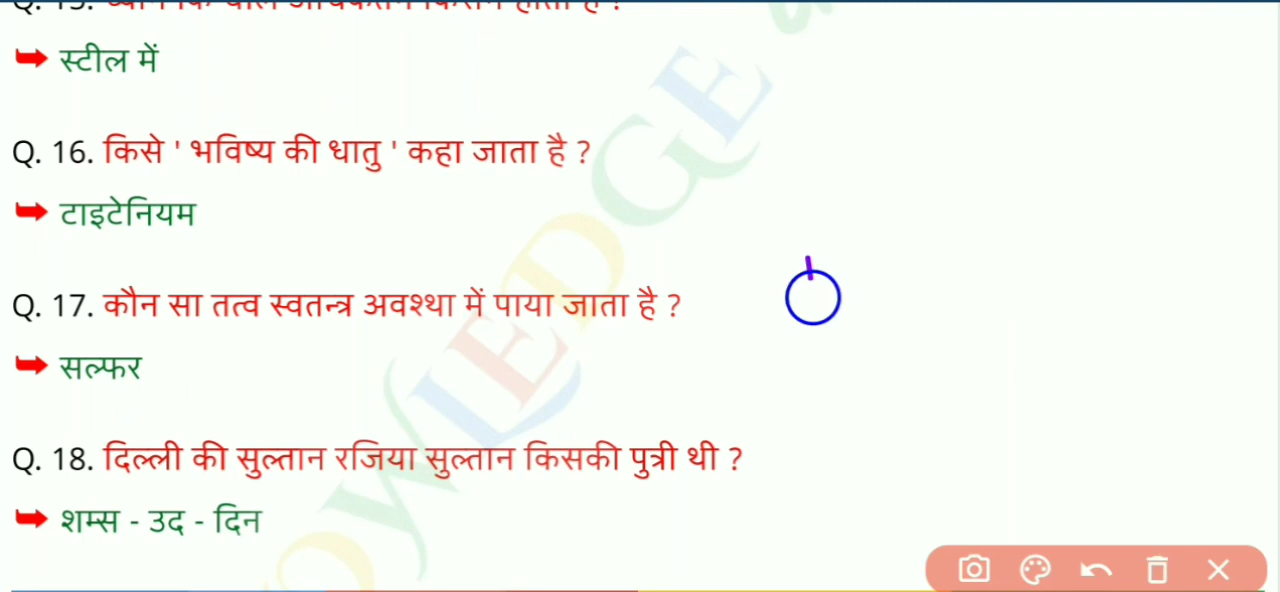 स्टील में
Q. 16. किसे ' भविष्य की धातु ' कहा जाता है ?
टाइटेनियम
Q. 17. कौन सा तत्व स्वतन्त्र अवश्था में पाया जाता है ?
सल्फर
Q. 18. दिल्ली की सुल्तान रजिया सुल्तान किसकी पुत्री थी ?
शम्स - उद - दिन